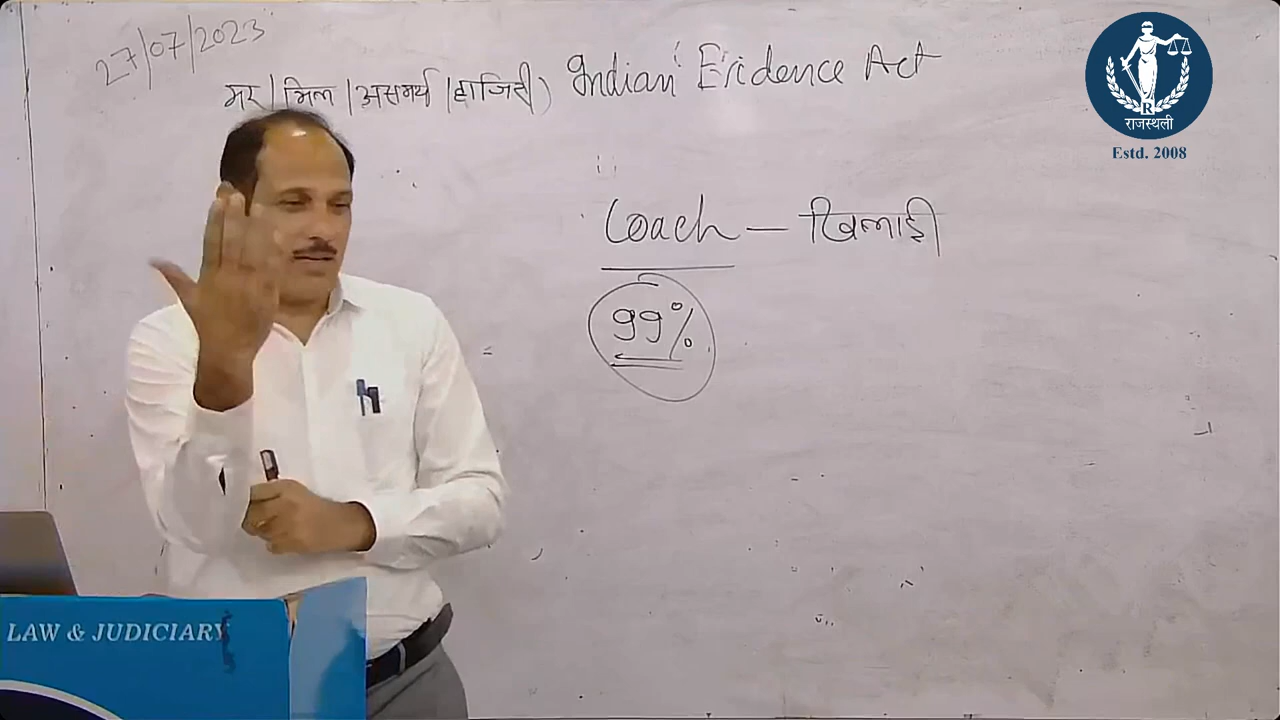 27/07/2023
मर / मिल / असमर्थ / हाजिरी) Indian Evidence Act
Coach – खिलाड़ी
99%
राजस्थली
Estd. 2008
LAW & JUDICIARY